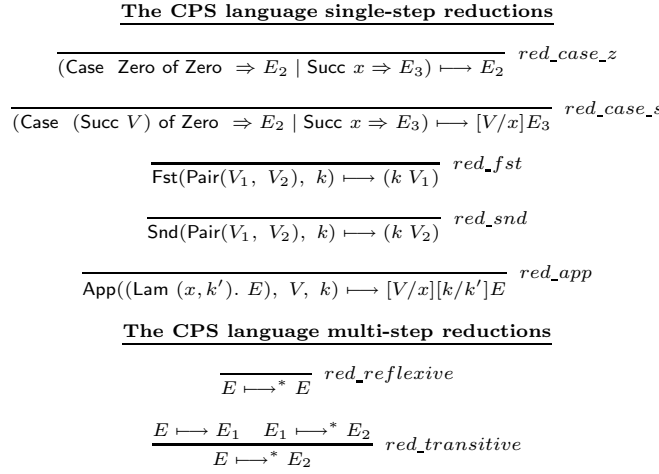 The CPS language single-step reductions
(Case Zero of Zero ⇒ E₂ | Succ x ⇒ E₃) ⟼ E₂ red_case_z
(Case (Succ V) of Zero ⇒ E₂ | Succ x ⇒ E₃) ⟼ [V/x]E₃ red_case_s
Fst(Pair(V₁, V₂), k) ⟼ (k V₁) red_fst
Snd(Pair(V₁, V₂), k) ⟼ (k V₂) red_snd
App((Lam (x, k′). E), V, k) ⟼ [V/x][k/k′]E red_app
The CPS language multi-step reductions
E ⟼* E red_reflexive
E ⟼ E₁ E₁ ⟼* E₂
E ⟼* E₂ red_transitive